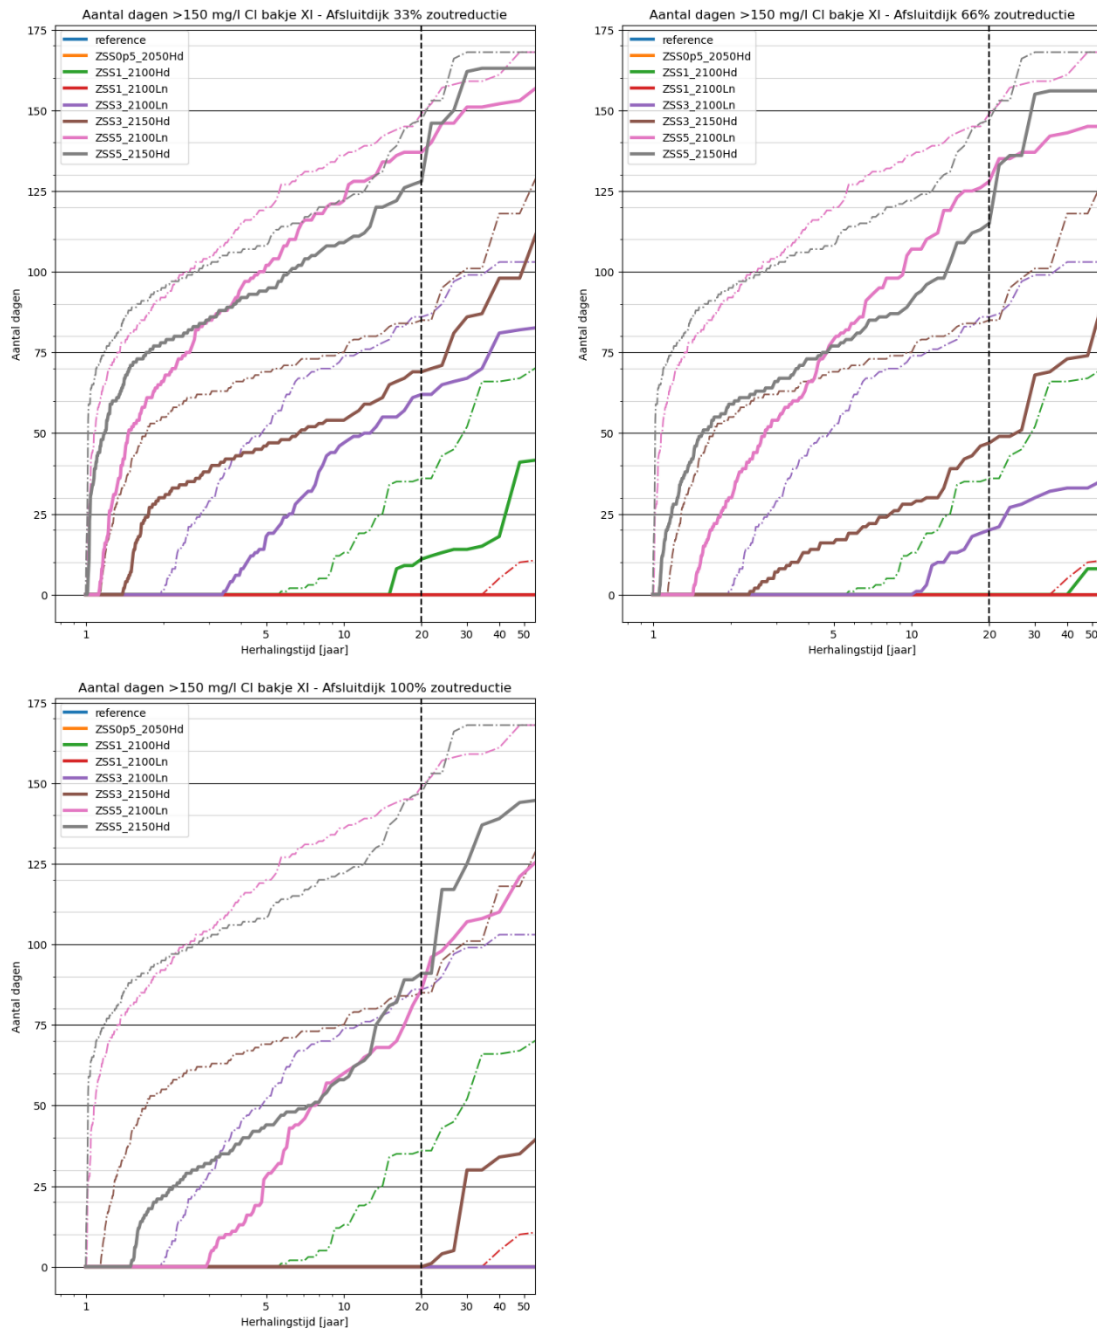 Aantal dagen >150 mg/l Cl bakje XI - Afsluitdijk 33% zoutreductie
175
150
125
100
75
50
25
0
Aantal dagen
reference
ZSS0p5_2050Hd
ZSS1_2100Hd
ZSS1_2100Ln
ZSS3_2100Ln
ZSS3_2150Hd
ZSS5_2100Ln
ZSS5_2150Hd
1 5 10 20 30 40 50
Herhalingstijd [jaar]
Aantal dagen >150 mg/l Cl bakje XI - Afsluitdijk 66% zoutreductie
175
150
125
100
75
50
25
0
Aantal dagen
reference
ZSS0p5_2050Hd
ZSS1_2100Hd
ZSS1_2100Ln
ZSS3_2100Ln
ZSS3_2150Hd
ZSS5_2100Ln
ZSS5_2150Hd
1 5 10 20 30 40 50
Herhalingstijd [jaar]
Aantal dagen >150 mg/l Cl bakje XI - Afsluitdijk 100% zoutreductie
175
150
125
100
75
50
25
0
Aantal dagen
reference
ZSS0p5_2050Hd
ZSS1_2100Hd
ZSS1_2100Ln
ZSS3_2100Ln
ZSS3_2150Hd
ZSS5_2100Ln
ZSS5_2150Hd
1 5 10 20 30 40 50
Herhalingstijd [jaar]